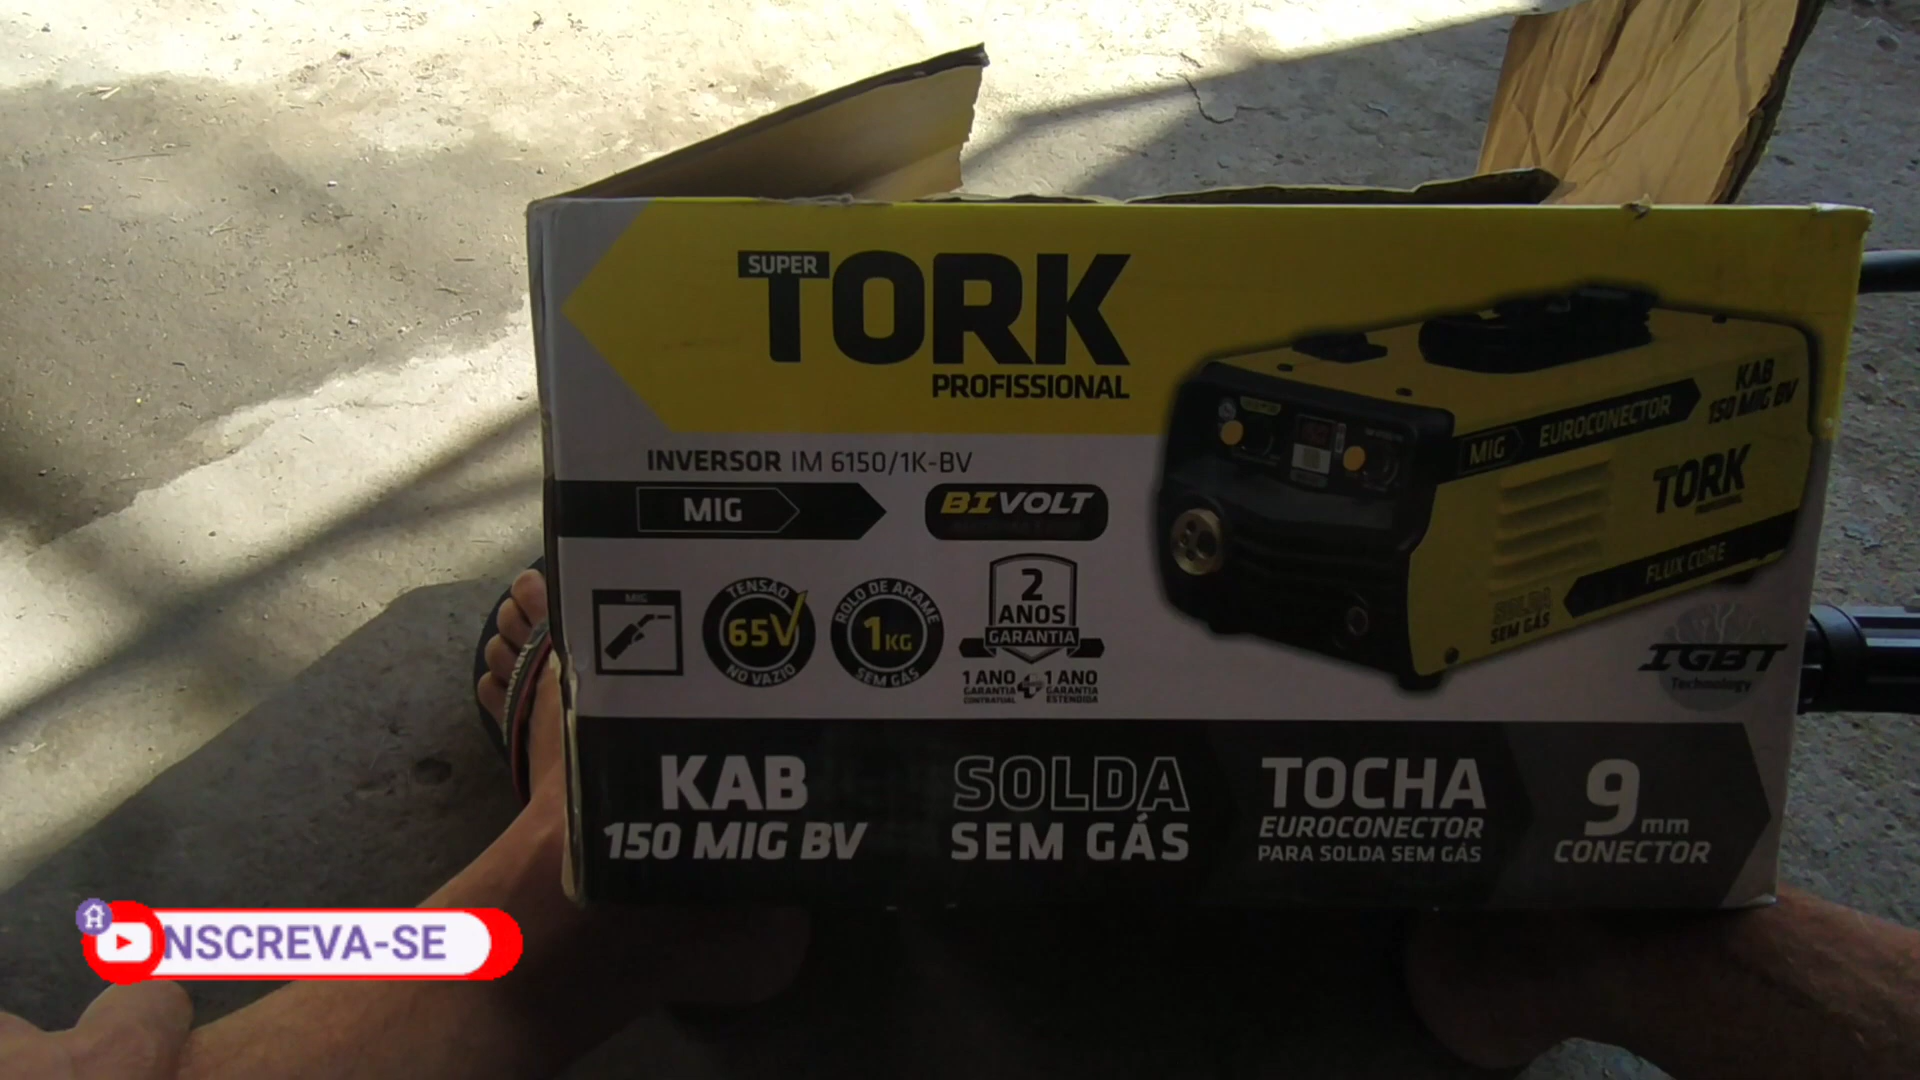 SUPER
TORK
PROFISSIONAL
INVERSOR IM 6150/1K-BV
MIG
BIVOLT
MIG
TENSÃO
65V
NO VAZIO
ROLO DE ARAME
1KG
SEM GÁS
2
ANOS
GARANTIA
1 ANO
GARANTIA
CONTRATUAL
1 ANO
GARANTIA
ESTENDIDA
KAB
150 MIG BV
MIG
EUROCONECTOR
TORK
PROFISSIONAL
FLUX CORE
SOLDA
SEM GÁS
IGBT
Technology
KAB
150 MIG BV
SOLDA
SEM GÁS
TOCHA
EUROCONECTOR
PARA SOLDA SEM GÁS
9mm
CONECTOR
NSCREVA-SE